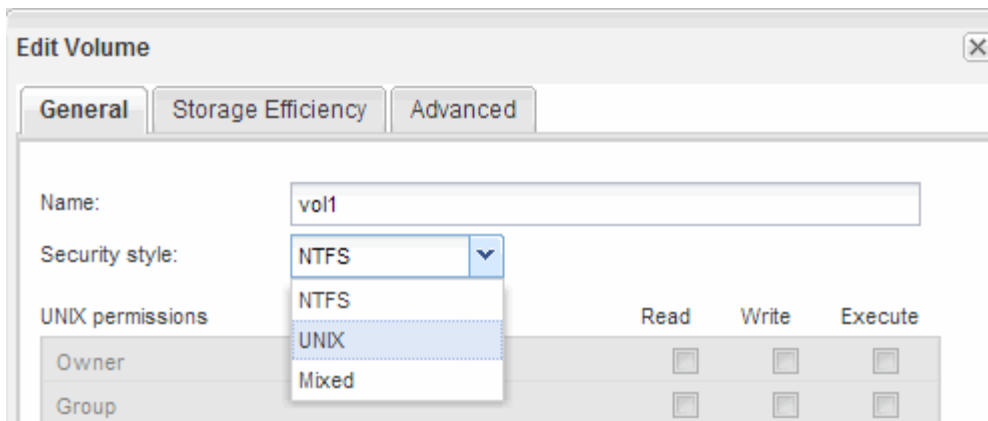 Edit Volume
General Storage Efficiency Advanced
Name: vol1
Security style: NTFS
NTFS
UNIX permissions Read Write Execute
UNIX
Owner
Mixed
Group